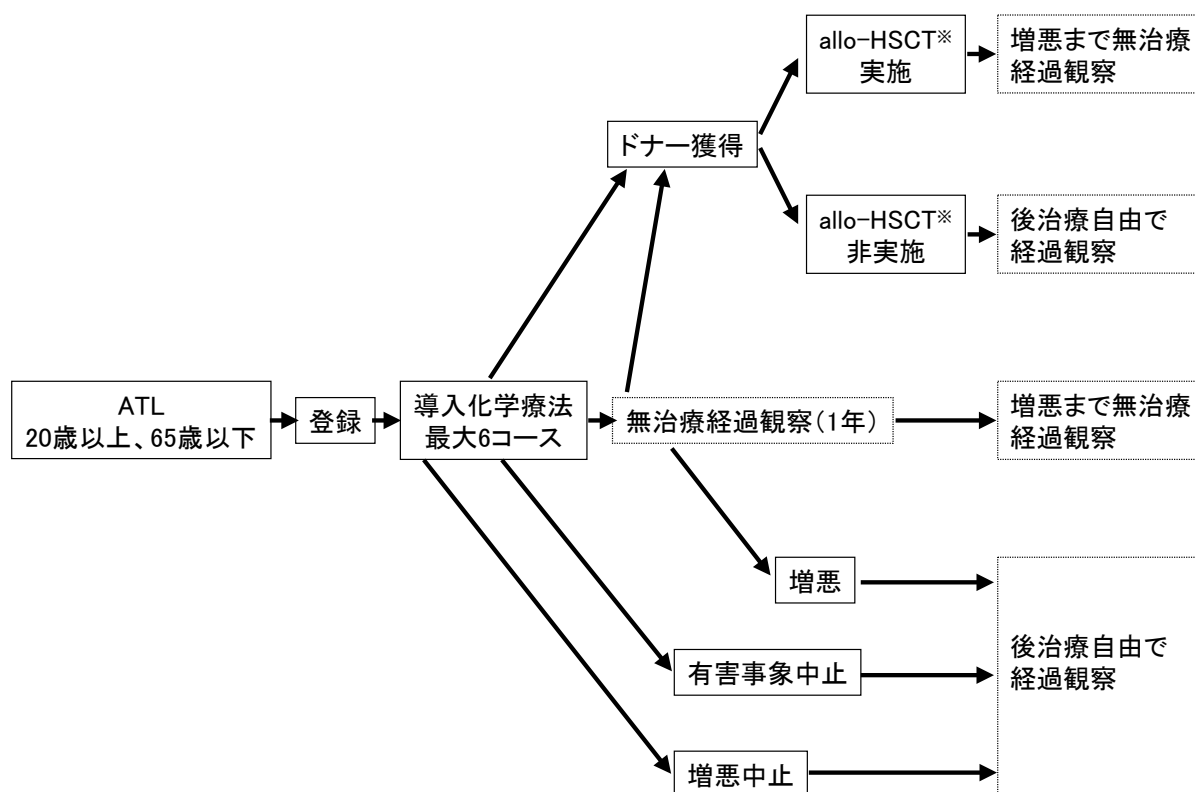 allo-HSCT※
実施
増悪まで無治療
経過観察
ドナー獲得
allo-HSCT※
非実施
後治療自由で
経過観察
ATL
20歳以上、65歳以下
登録
導入化学療法
最大6コース
無治療経過観察(1年)
増悪まで無治療
経過観察
増悪
有害事象中止
後治療自由で
経過観察
増悪中止